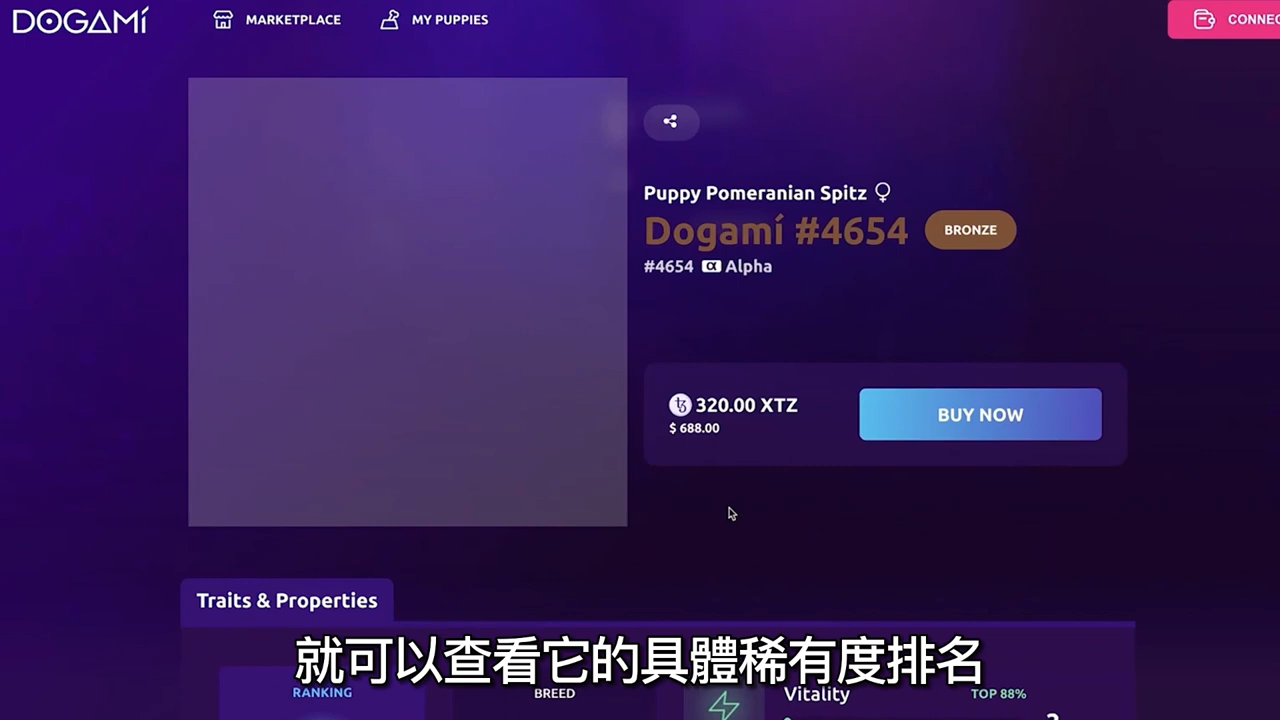 DOGAMÍ
MARKETPLACE
MY PUPPIES
CONNEC
Puppy Pomeranian Spitz ♀
Dogamí #4654
BRONZE
#4654 α Alpha
320.00 XTZ
$ 688.00
BUY NOW
Traits & Properties
就可以查看它的具體稀有度排名
RANKING
BREED
Vitality
TOP 88%